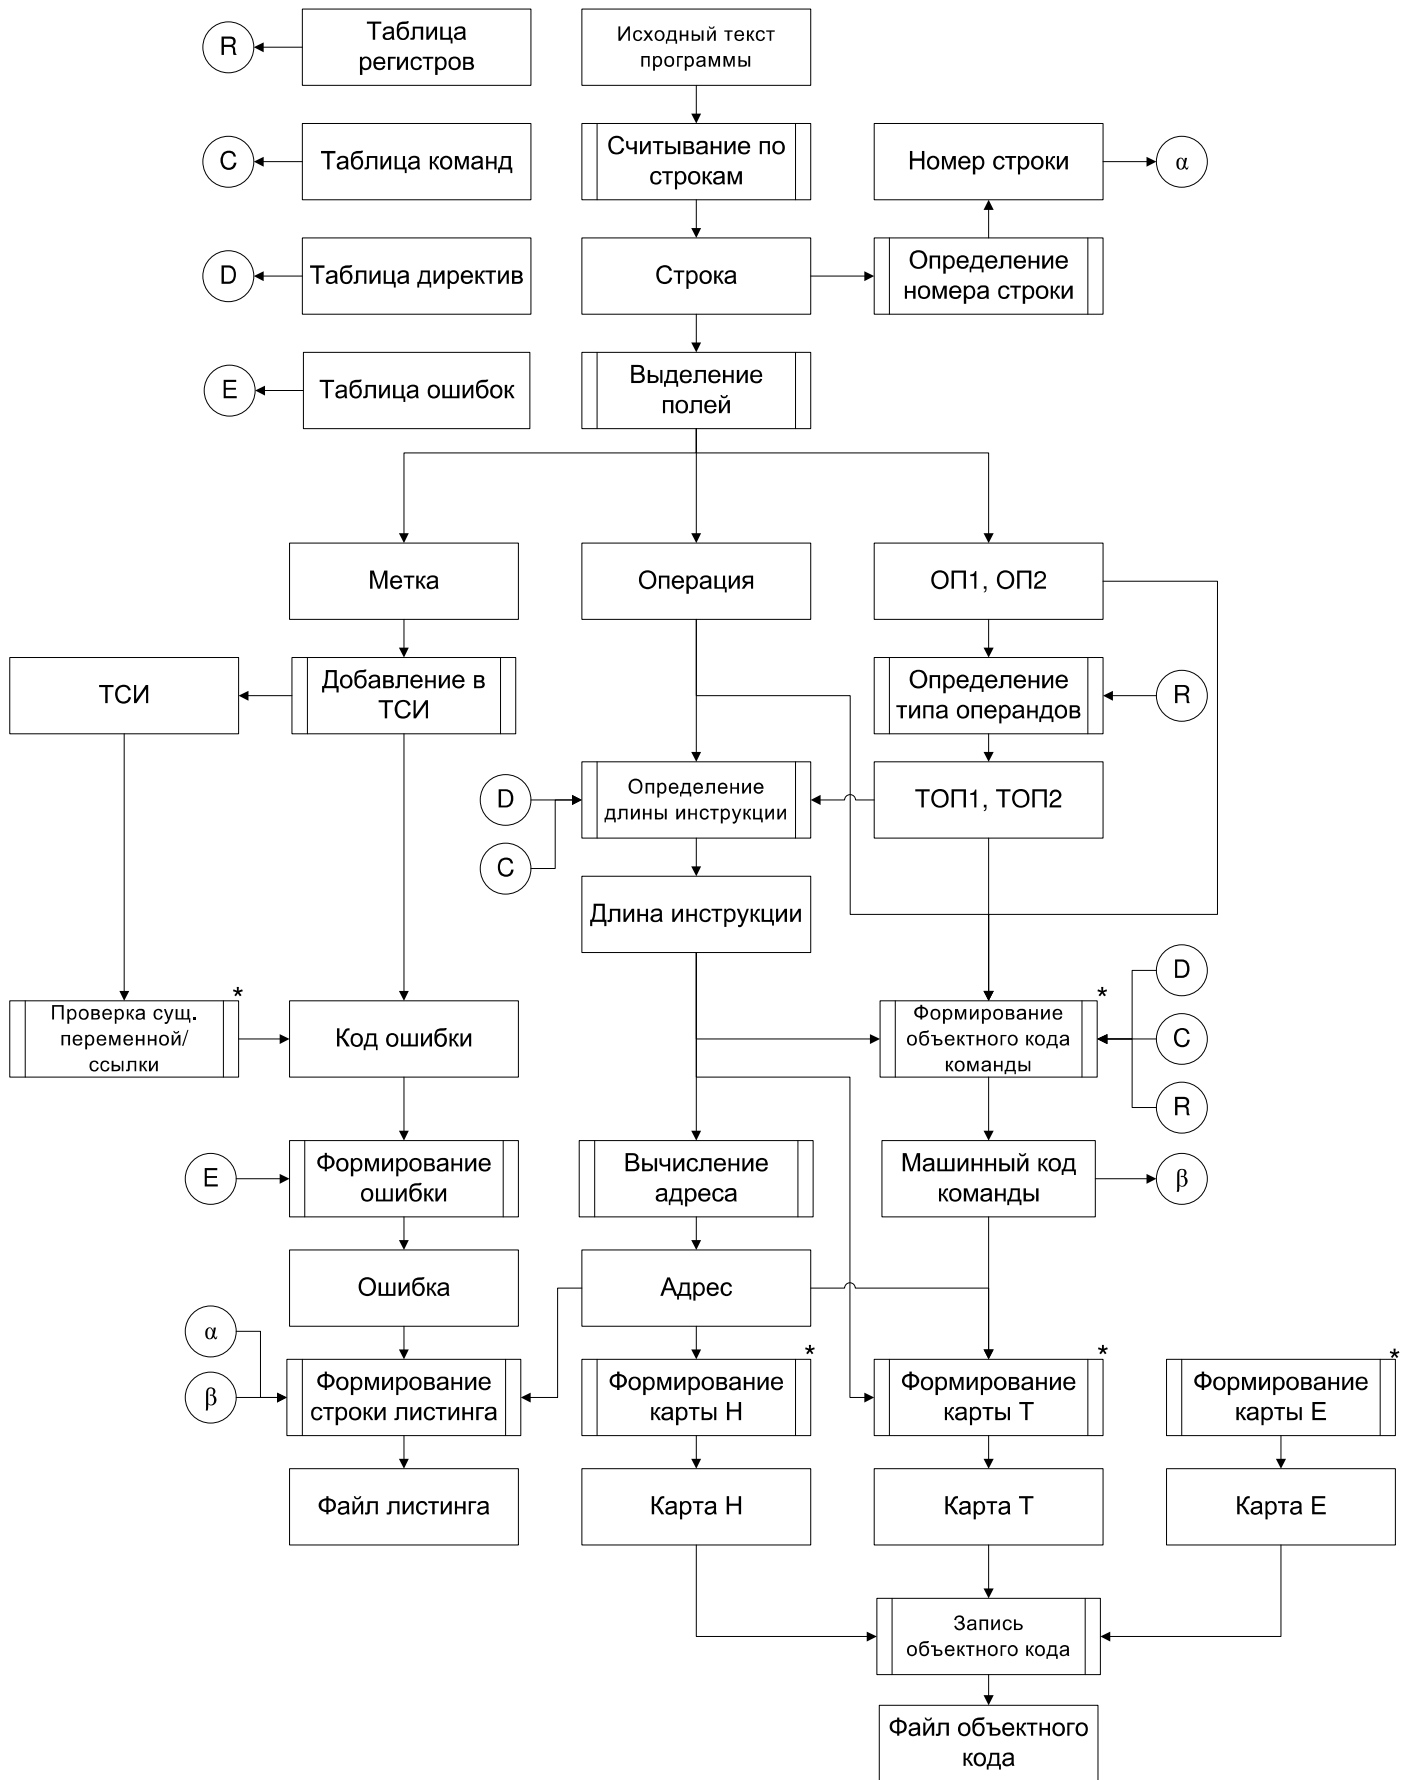 R
Таблица
регистров
Исходный текст
программы
C
Таблица команд
Считывание по
строкам
Номер строки
α
D
Таблица директив
Строка
Определение
номера строки
E
Таблица ошибок
Выделение
полей
Метка
Операция
ОП1, ОП2
ТСИ
Добавление в
ТСИ
Определение
типа операндов
R
D
Определение
длины инструкции
ТОП1, ТОП2
C
Длина инструкции
D
*
Проверка сущ.
переменной/
ссылки
Код ошибки
*
Формирование
объектного кода
команды
C
R
E
Формирование
ошибки
Вычисление
адреса
Машинный код
команды
β
Ошибка
Адрес
α
β
Формирование
строки листинга
*
Формирование
карты H
*
Формирование
карты T
*
Формирование
карты E
Файл листинга
Карта H
Карта T
Карта E
Запись
объектного кода
Файл объектного
кода